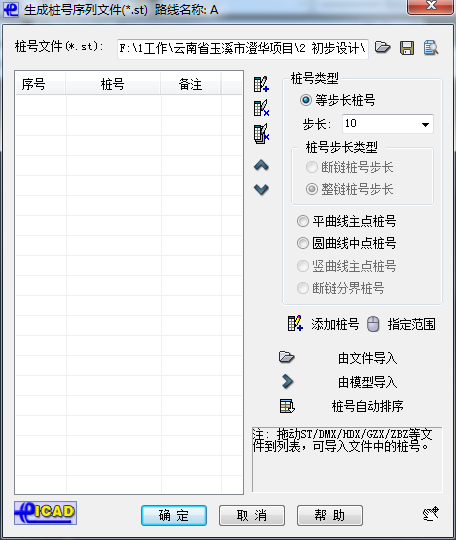 生成桩号序列文件(*.st) 路线名称: A
桩号文件(*.st): F:\1工作\云南省玉溪市澄华项目\2 初步设计\
序号 桩号 备注
桩号类型
等步长桩号
步长: 10
桩号步长类型
断链桩号步长
整链桩号步长
平曲线主点桩号
圆曲线中点桩号
竖曲线主点桩号
断链分界桩号
添加桩号 指定范围
由文件导入
由模型导入
桩号自动排序
注: 拖动ST/DMX/HDX/GZX/ZBZ等文
件到列表，可导入文件中的桩号。
EICAD 确 定 取 消 帮 助